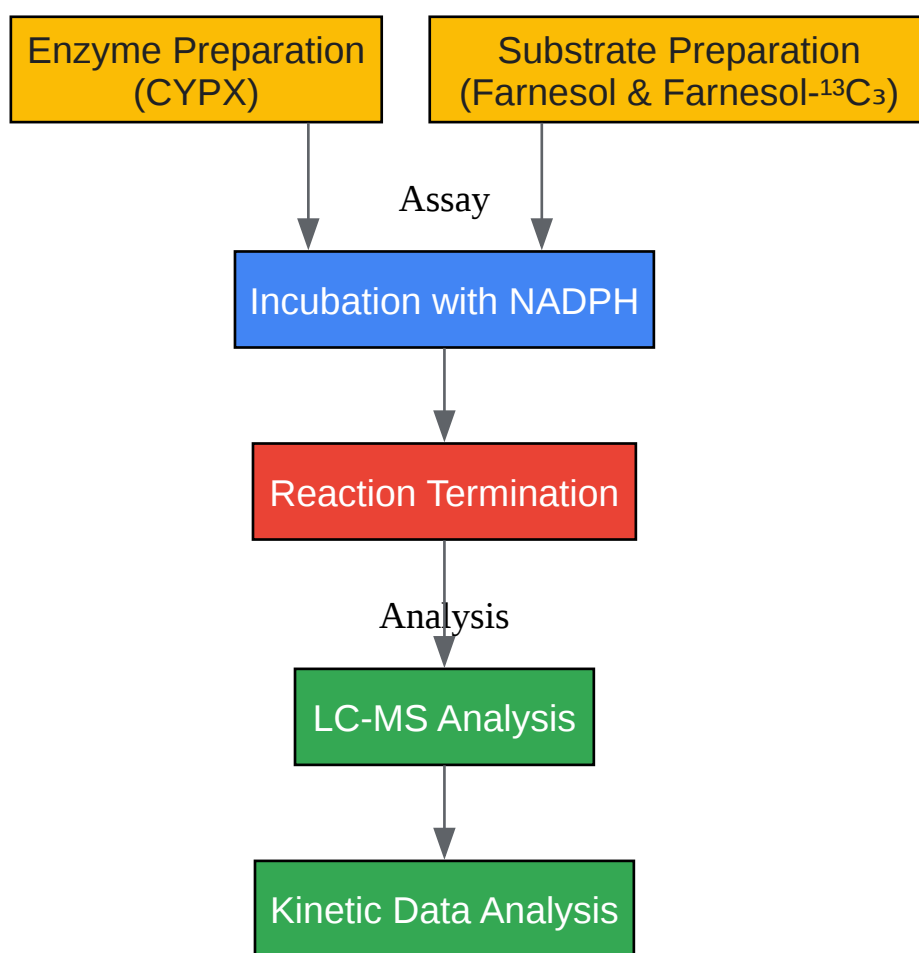 Enzyme Preparation
(CYPX)
Substrate Preparation
(Farnesol & Farnesol-¹³C₃)
Assay
Incubation with NADPH
Reaction Termination
Analysis
LC-MS Analysis
Kinetic Data Analysis